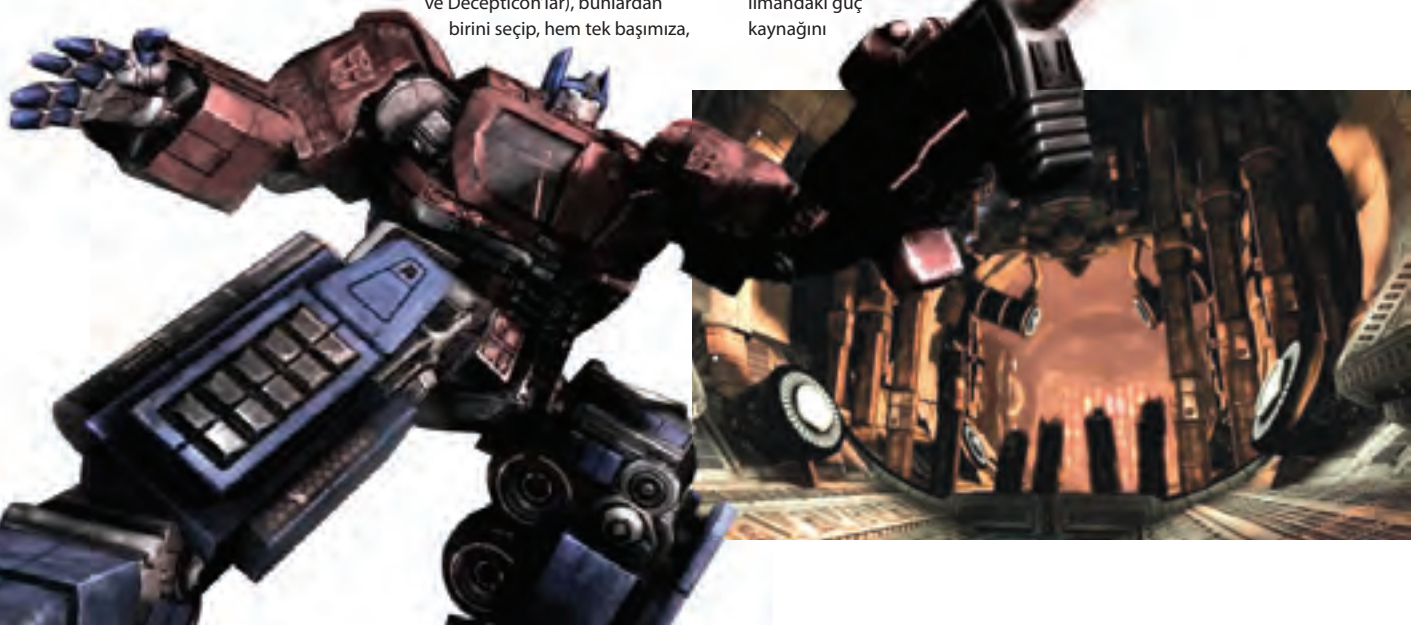 ve Decepticon'lar), bunlardan
birini seçip, hem tek başımıza,
limandaki güç
kaynağını